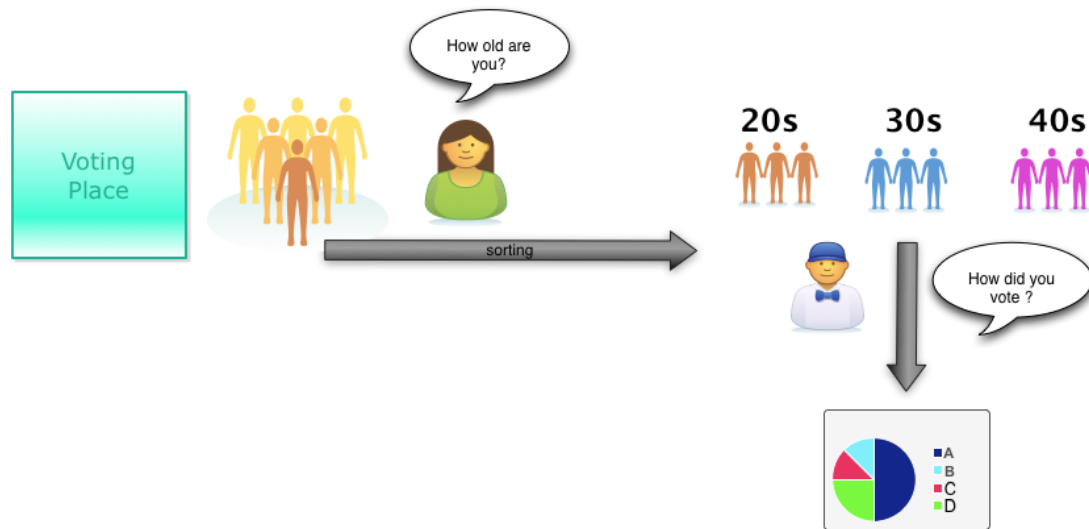 How old are
you?
Voting
Place
20s
30s
40s
sorting
How did you
vote ?
A
B
C
D